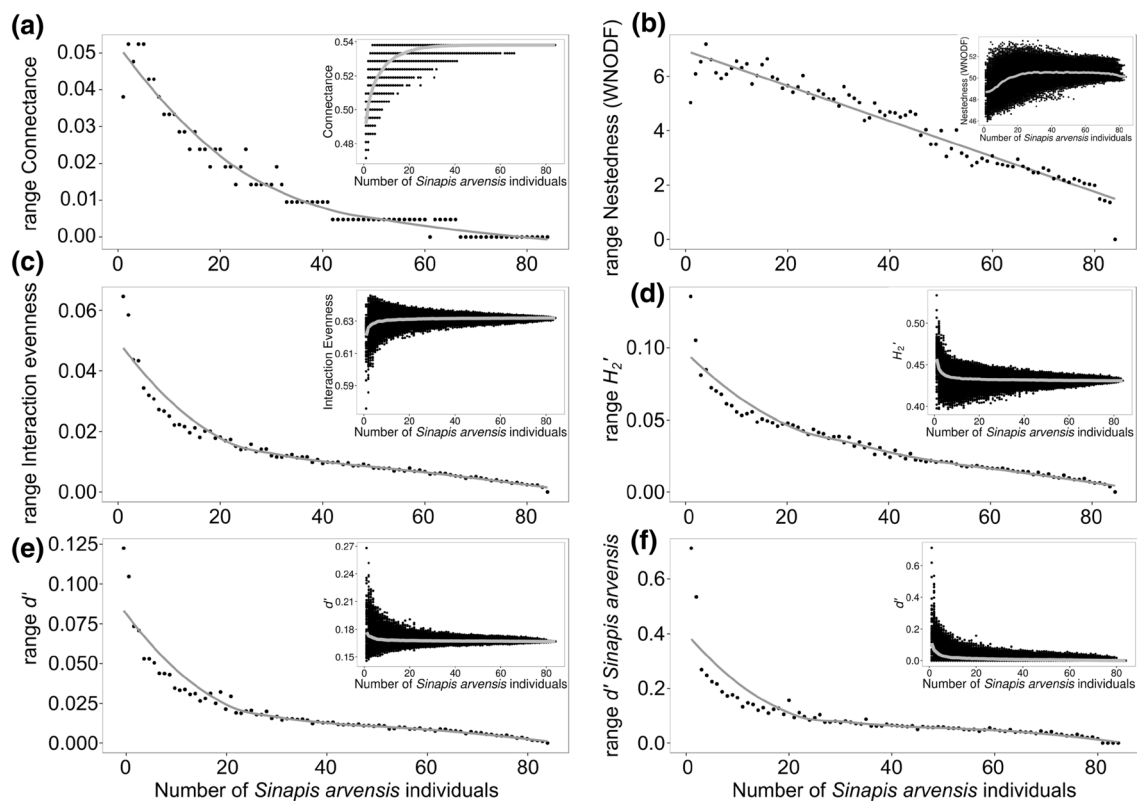 (a)
range Connectance
0.05
0.04
0.03
0.02
0.01
0.00
0 20 40 60 80
Connectance
0.54
0.52
0.50
0.48
0 20 40 60 80
Number of Sinapis arvensis individuals
(b)
range Nestedness (WNODF)
6
4
2
0
0 20 40 60 80
Nestedness (WNODF)
52
50
48
46
0 20 40 60 80
Number of Sinapis arvensis individuals
(c)
range Interaction evenness
0.06
0.04
0.02
0.00
0 20 40 60 80
Interaction Evenness
0.63
0.61
0.59
0 20 40 60 80
Number of Sinapis arvensis individuals
(d)
range H2'
0.10
0.05
0.00
0 20 40 60 80
H2'
0.50
0.45
0.40
0 20 40 60 80
Number of Sinapis arvensis individuals
(e)
range d'
0.125
0.100
0.075
0.050
0.025
0.000
0 20 40 60 80
Number of Sinapis arvensis individuals
d'
0.27
0.24
0.21
0.18
0.15
0 20 40 60 80
Number of Sinapis arvensis individuals
(f)
range d' Sinapis arvensis
0.6
0.4
0.2
0.0
0 20 40 60 80
Number of Sinapis arvensis individuals
d'
0.6
0.4
0.2
0.0
0 20 40 60 80
Number of Sinapis arvensis individuals